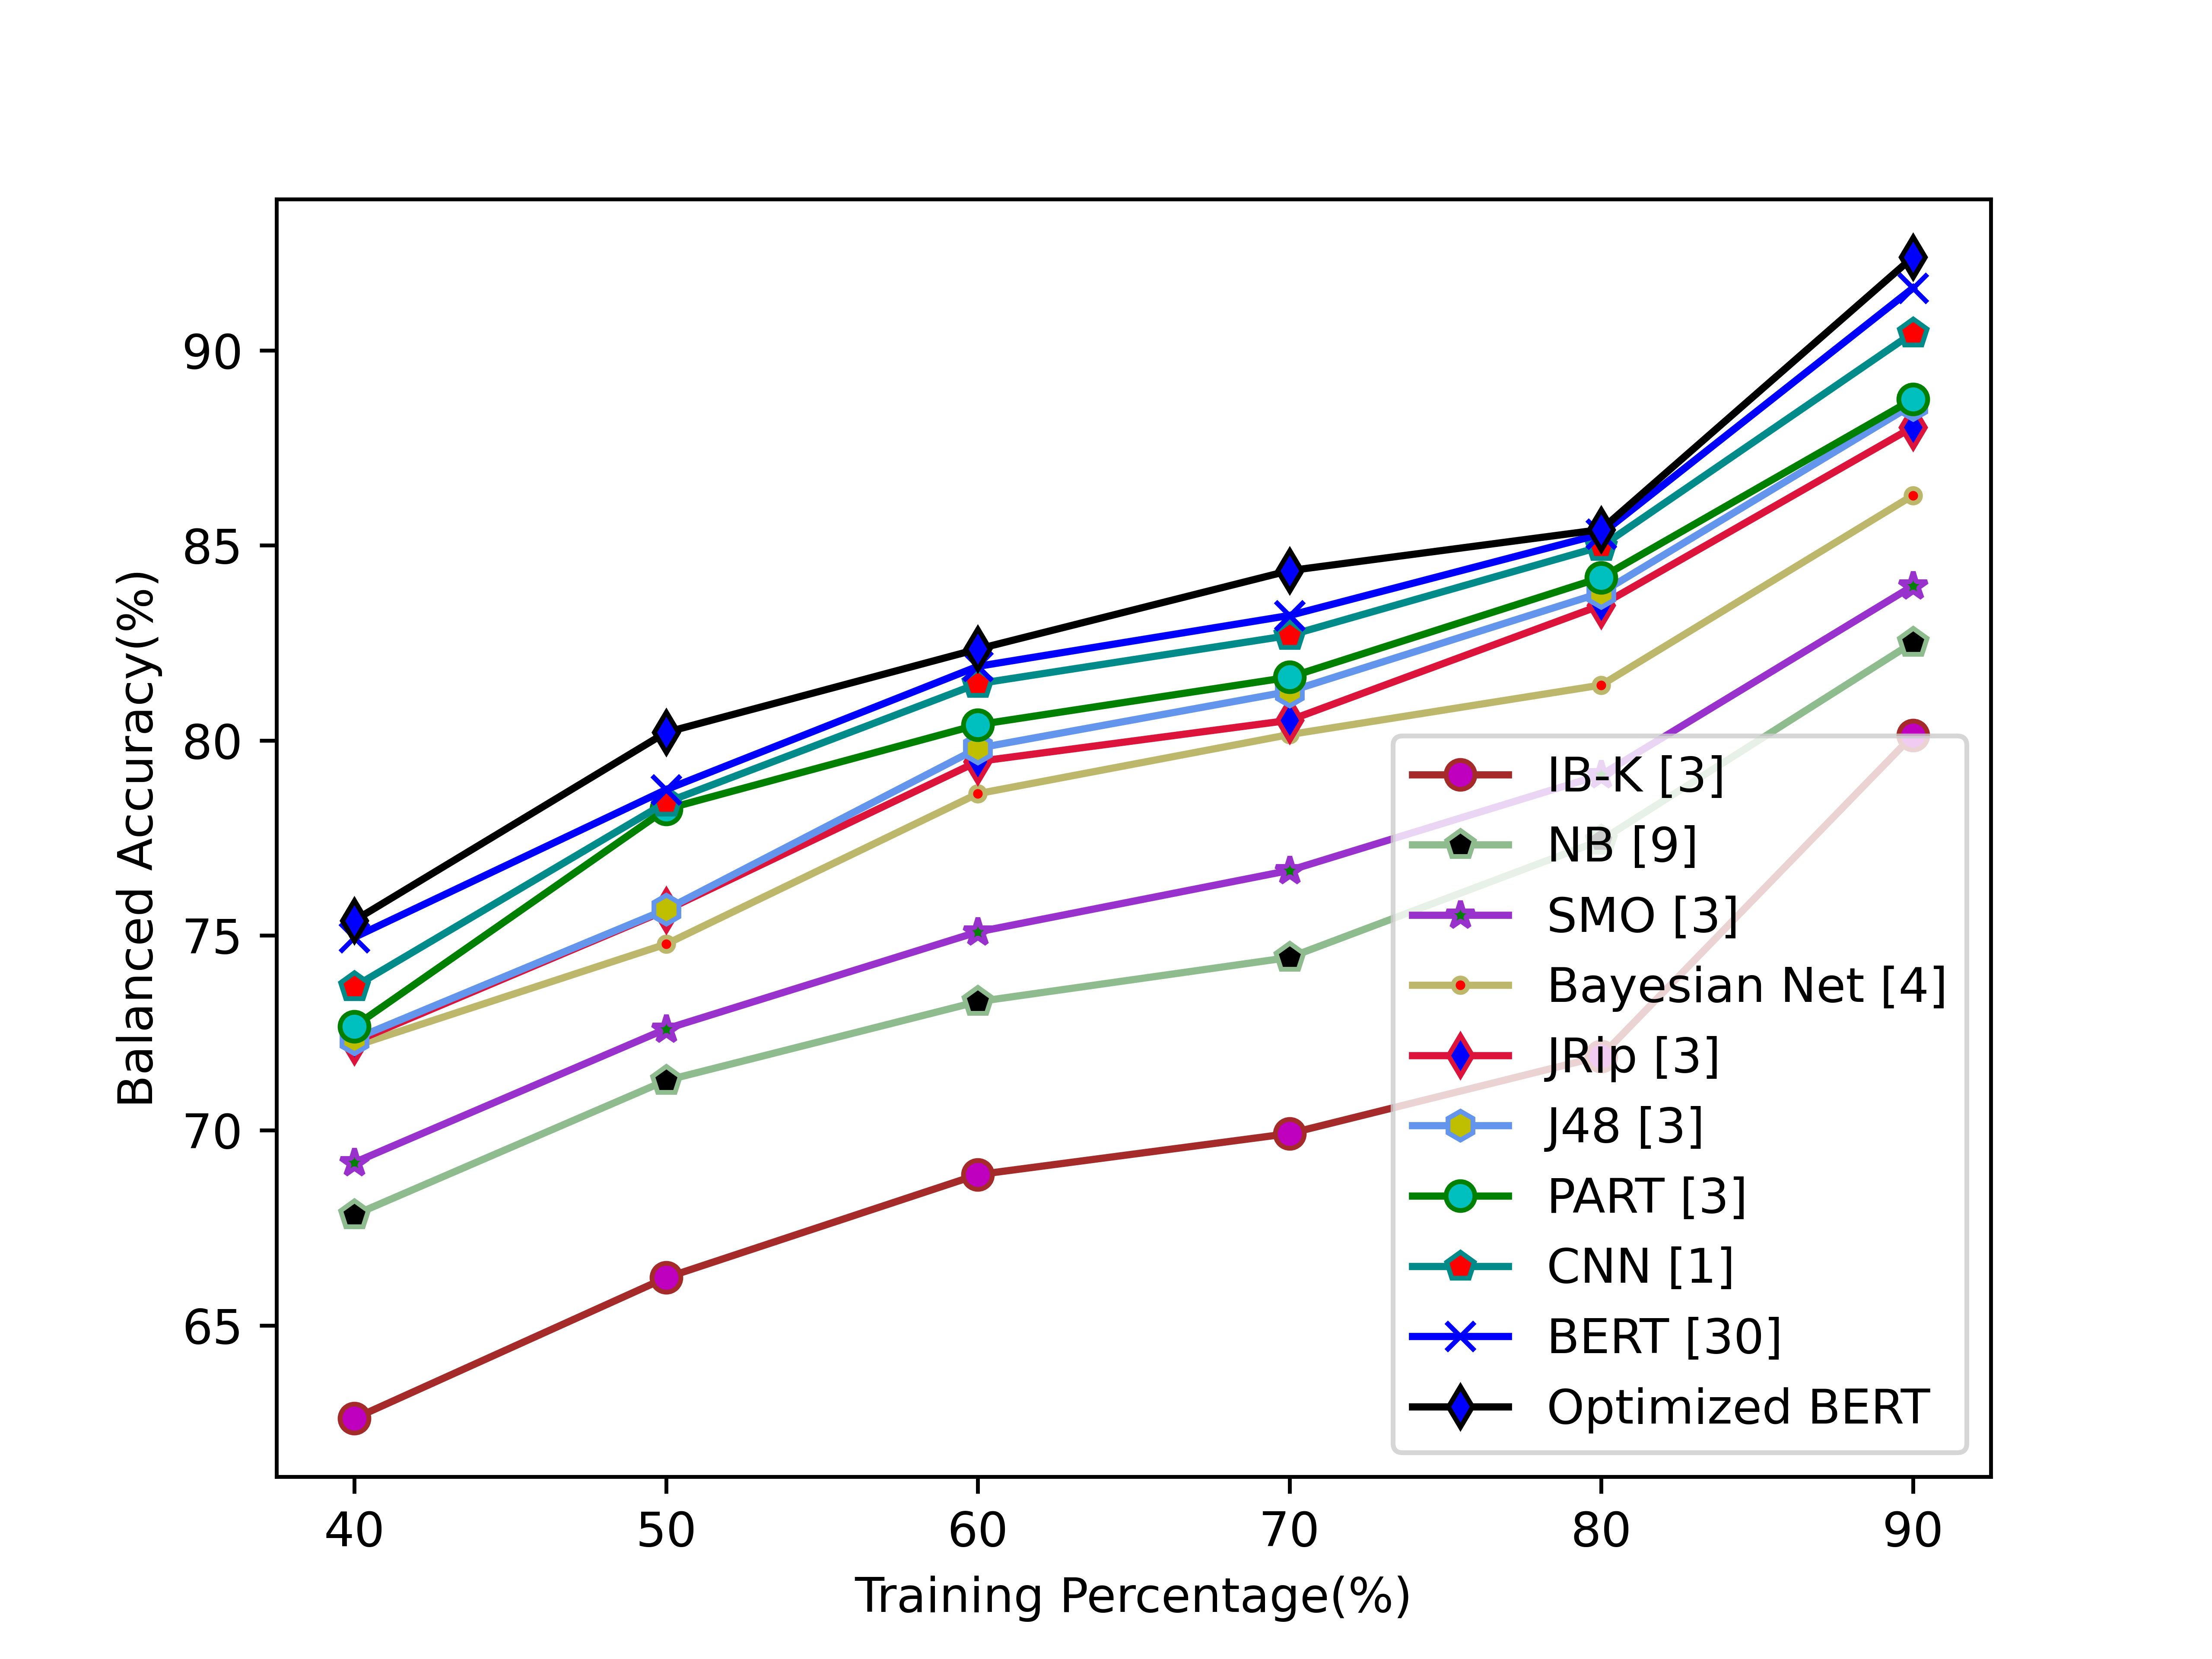 90
85
80
75
70
65
Balanced Accuracy(%)
IB-K [3]
NB [9]
SMO [3]
Bayesian Net [4]
JRip [3]
J48 [3]
PART [3]
CNN [1]
BERT [30]
Optimized BERT
40 50 60 70 80 90
Training Percentage(%)